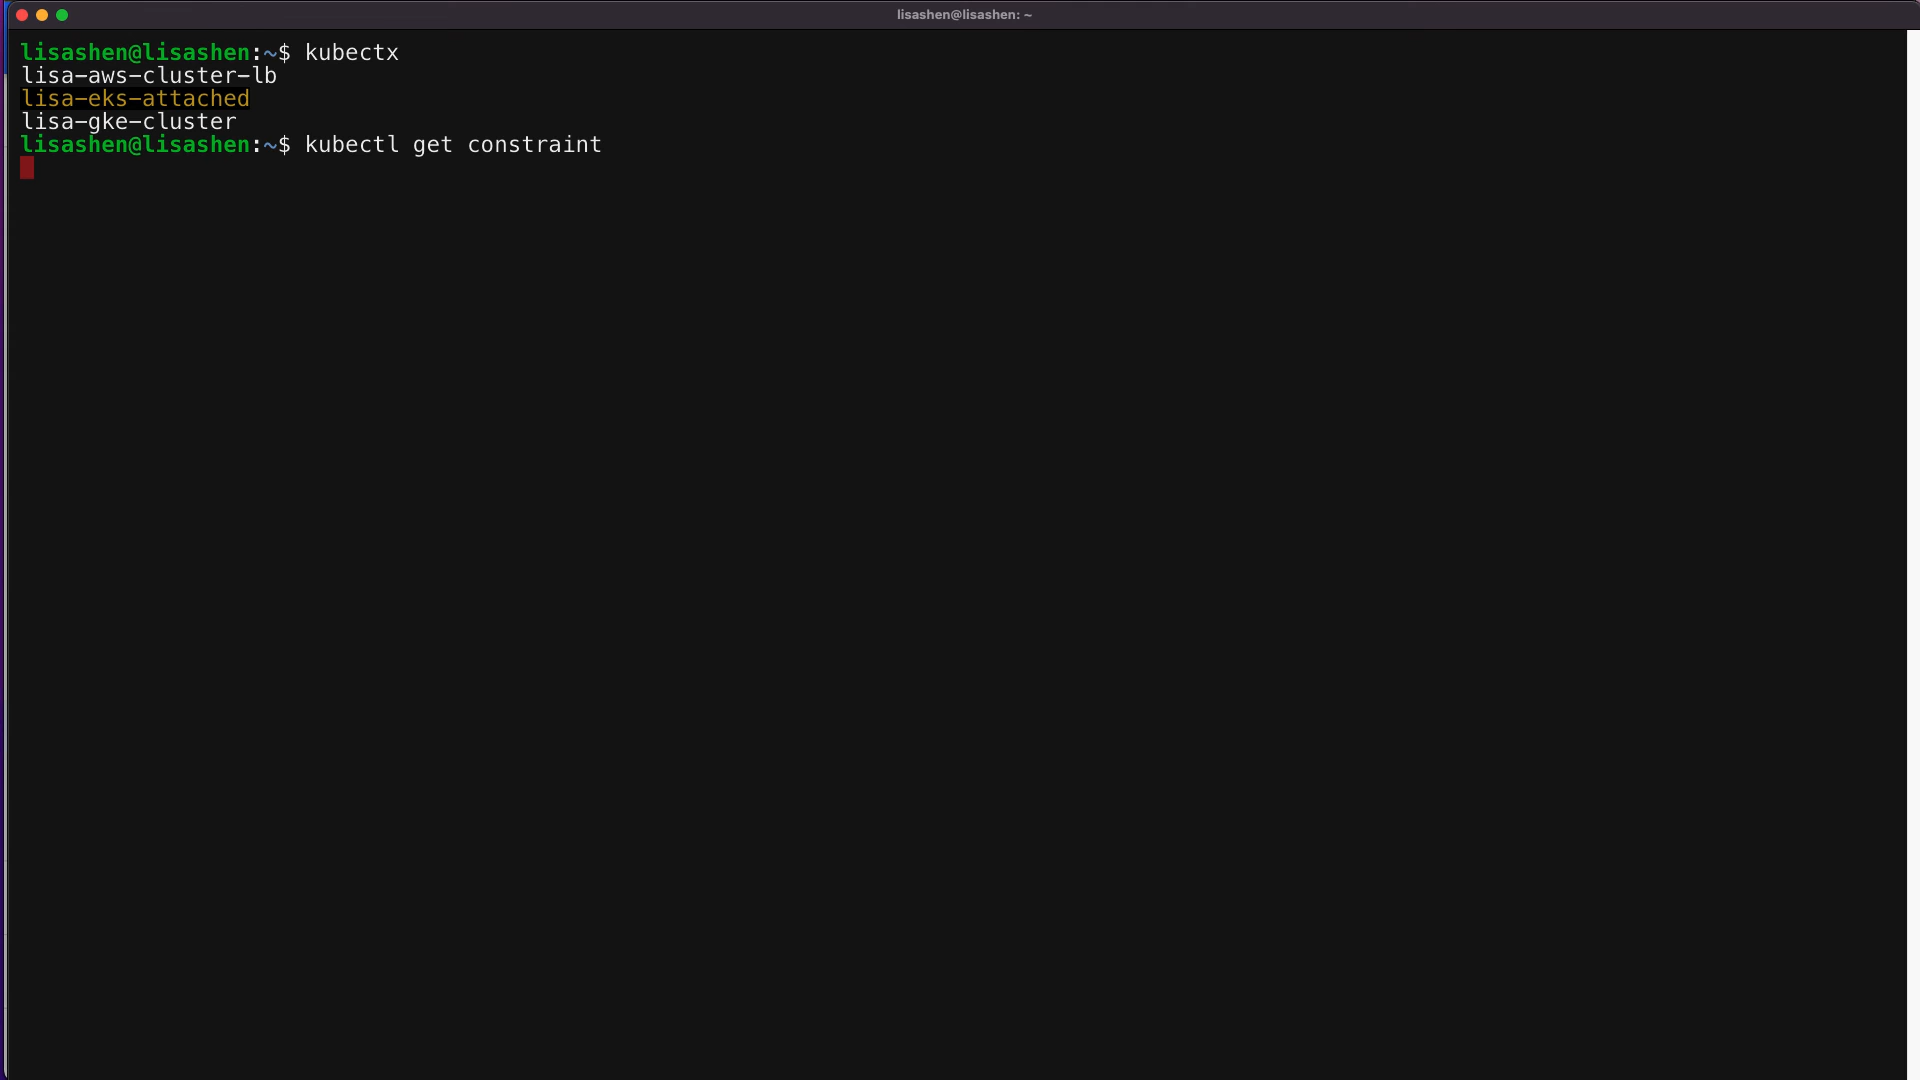 lisashen@lisashen: ~
lisashen@lisashen:~$ kubectx
lisa-aws-cluster-lb
lisa-eks-attached
lisa-gke-cluster
lisashen@lisashen:~$ kubectl get constraint